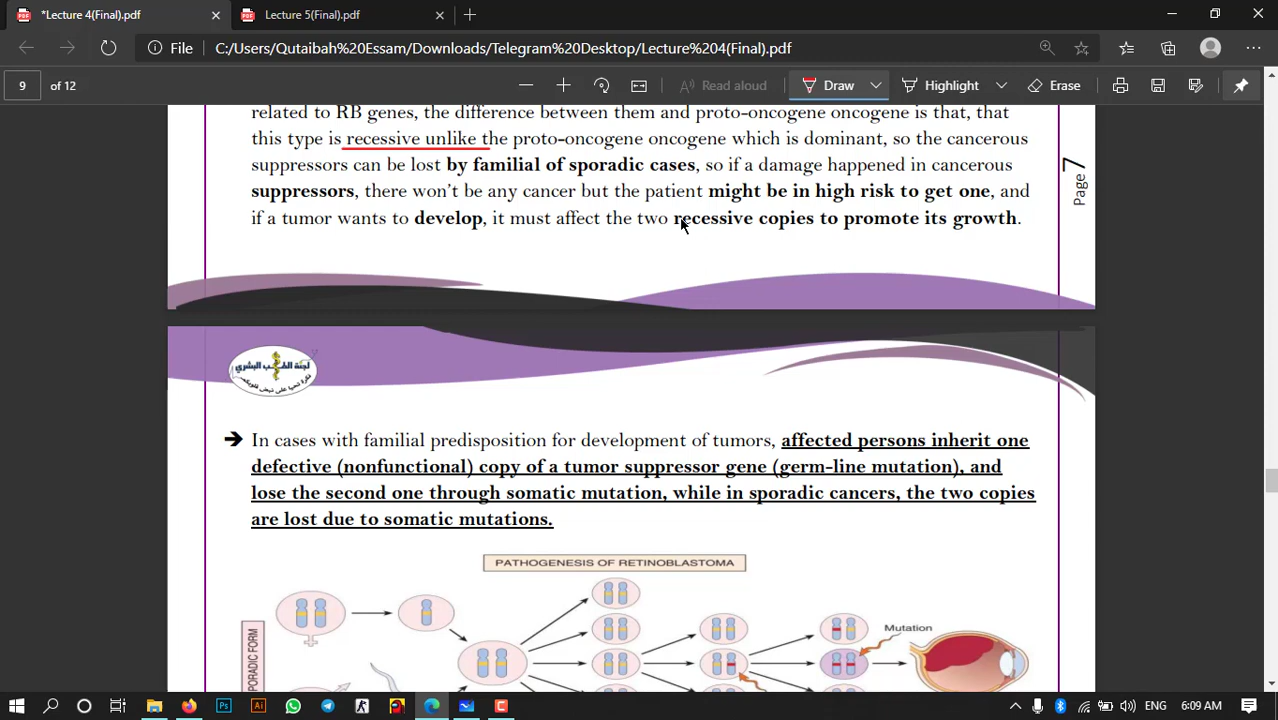 *Lecture 4(Final).pdf
Lecture 5(Final).pdf
File
C:/Users/Qutaibah%20Essam/Downloads/Telegram%20Desktop/Lecture%204(Final).pdf
9 of 12
Read aloud
Draw
Highlight
Erase
related to RB genes, the difference between them and proto-oncogene oncogene is that, that
this type is recessive unlike the proto-oncogene oncogene which is dominant, so the cancerous
suppressors can be lost by familial of sporadic cases, so if a damage happened in cancerous
suppressors, there won't be any cancer but the patient might be in high risk to get one, and
if a tumor wants to develop, it must affect the two recessive copies to promote its growth.
Page 7
لجنة الطب البشري
In cases with familial predisposition for development of tumors, affected persons inherit one
defective (nonfunctional) copy of a tumor suppressor gene (germ-line mutation), and
lose the second one through somatic mutation, while in sporadic cancers, the two copies
are lost due to somatic mutations.
PATHOGENESIS OF RETINOBLASTOMA
SPORADIC FORM
Mutation
Ps
Ai
ENG
6:09 AM